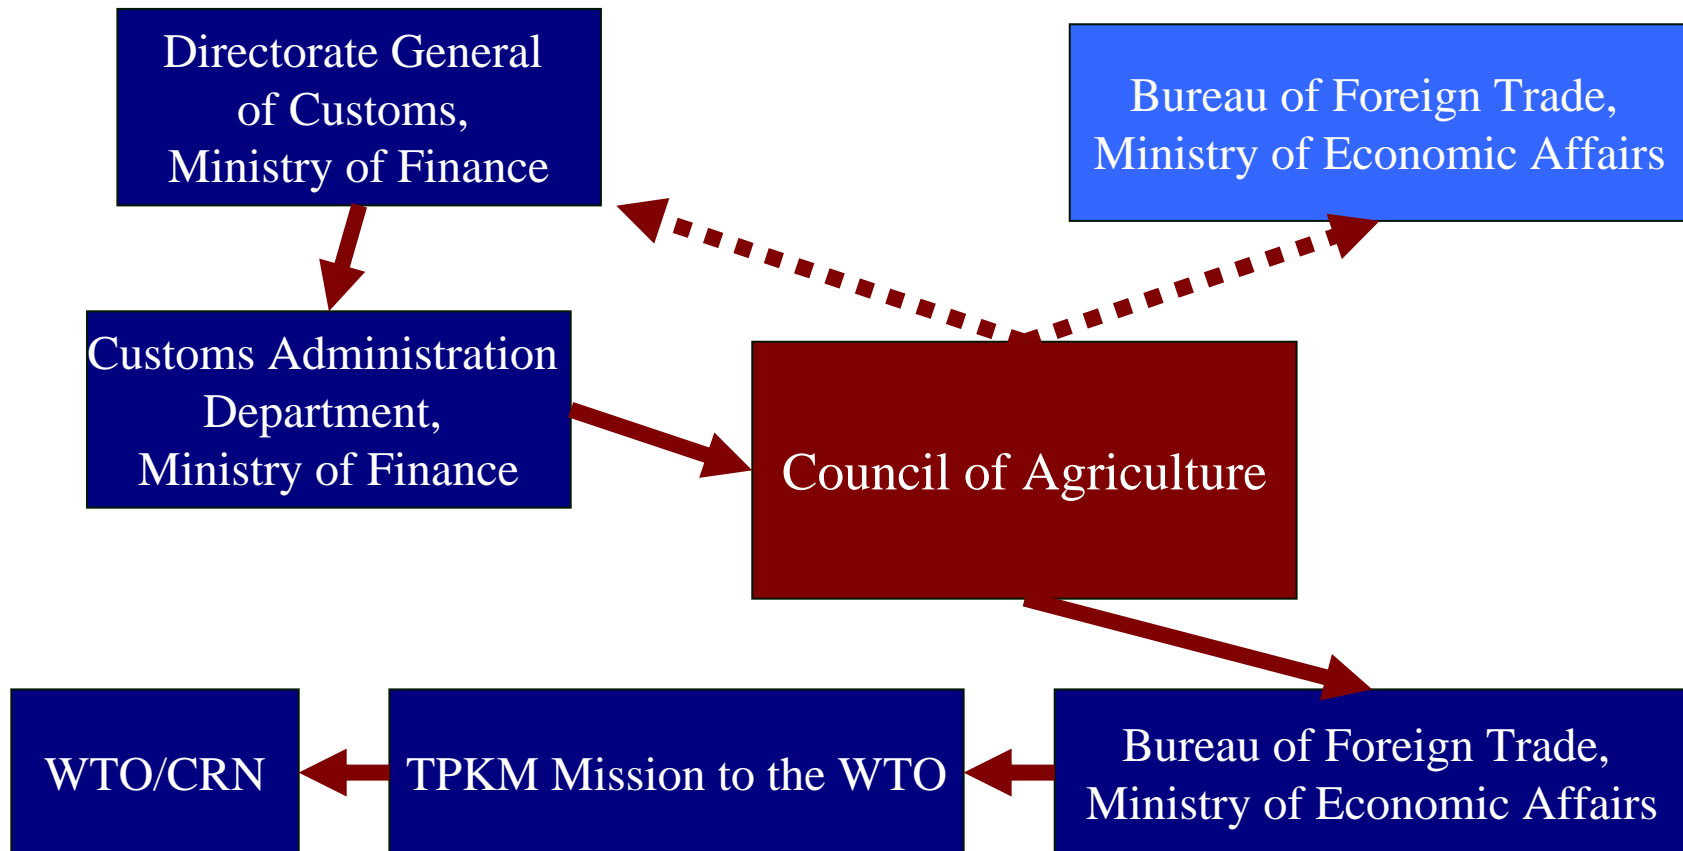 Directorate General
of Customs,
Ministry of Finance
Bureau of Foreign Trade,
Ministry of Economic Affairs
Customs Administration
Department,
Ministry of Finance
Council of Agriculture
WTO/CRN
TPKM Mission to the WTO
Bureau of Foreign Trade,
Ministry of Economic Affairs